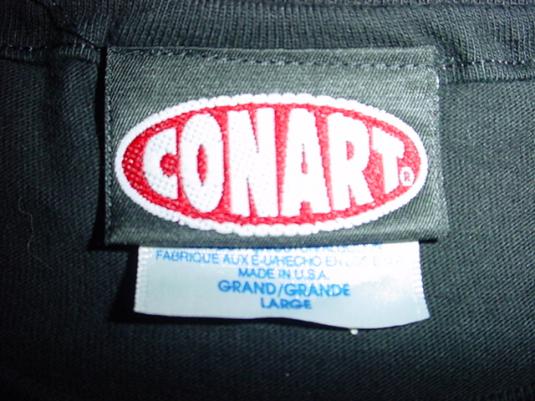 CONART®
FABRIQUE AUX É-U/HECHO EN
MADE IN U.S.A.
GRAND/GRANDE
LARGE